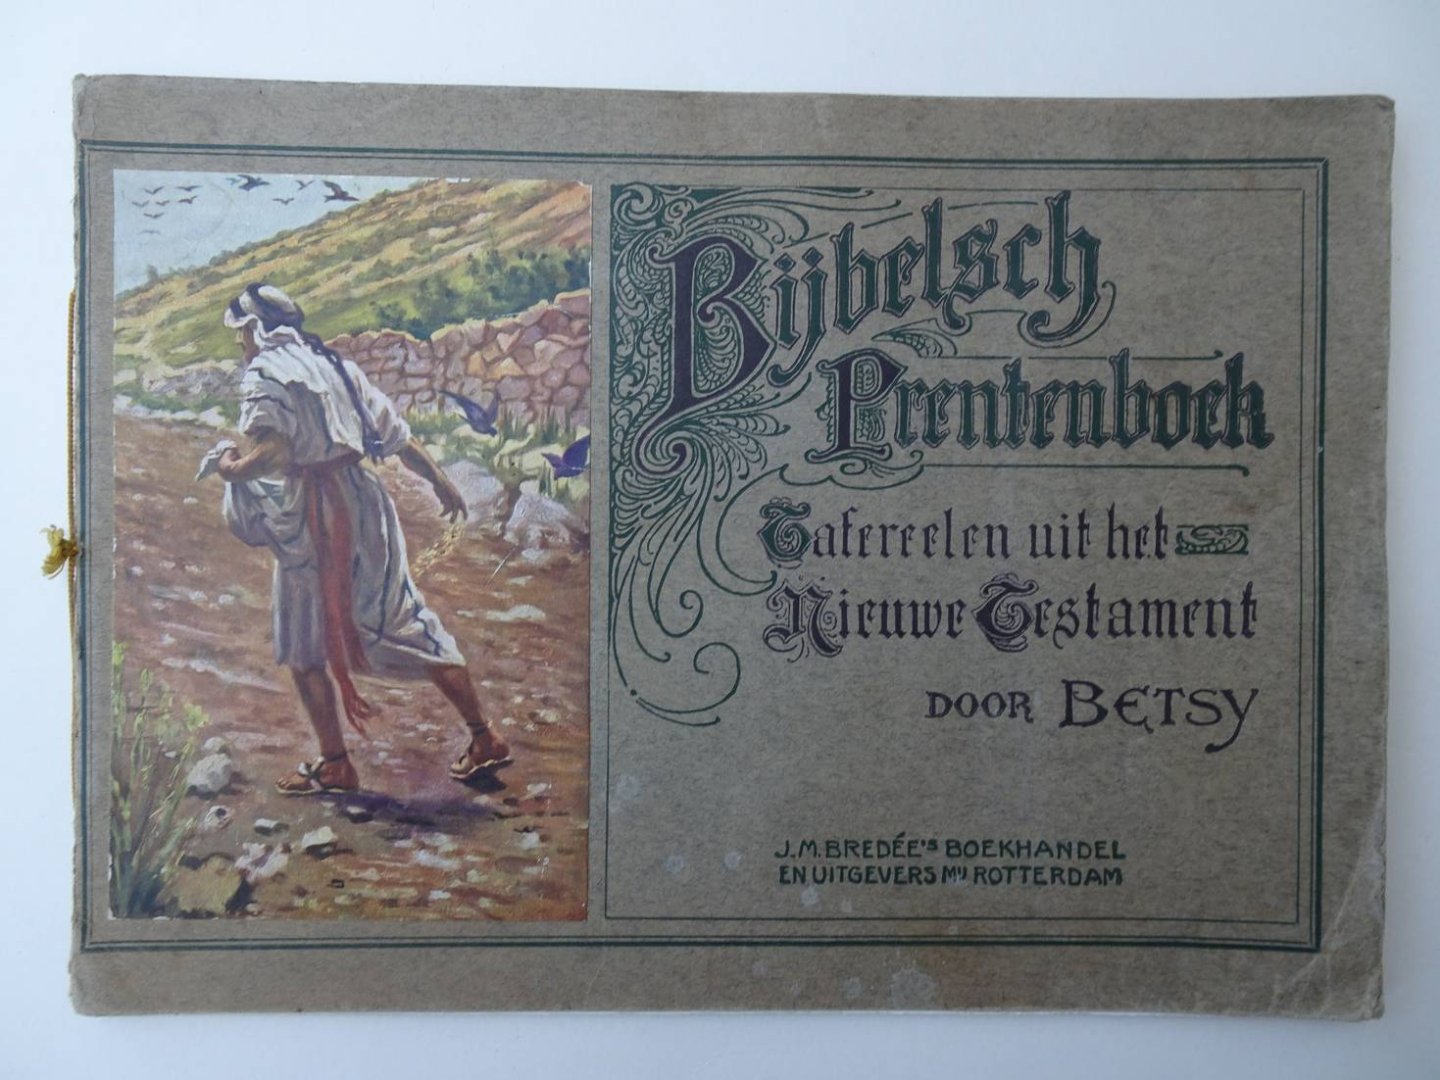 Bijbelsch
Prentenboek
Tafereelen uit het
Nieuwe Testament
DOOR BETSY
J.M. BREDÉE'S BOEKHANDEL
EN UITGEVERS MIJ ROTTERDAM